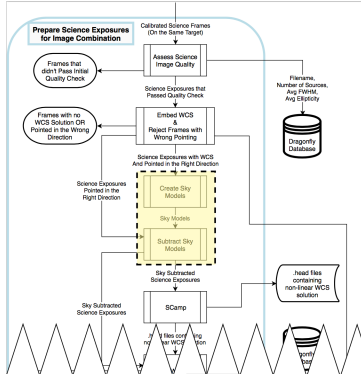 Prepare Science Exposures
for Image Combination
Calibrated Science Frames
(On the Same Target)
Assess Science
Image Quality
Frames that
didn't Pass Initial
Quality Check
Filename,
Number of Sources,
Avg FWHM,
Avg Ellipticity
Science Exposures that
Passed Quality Check
Frames with no
WCS Solution OR
Pointed in the Wrong
Direction
Embed WCS
&
Reject Frames with
Wrong Pointing
Dragonfly
Database
Science Exposures with WCS
And Pointed in the Right Direction
Science Exposures
Pointed in the
Right Direction
Create Sky
Models
Sky Models
Subtract Sky
Models
Sky Subtracted
Exposures
.head files
containing
non-linear WCS
solution
SCamp
Sky Subtracted
Exposures